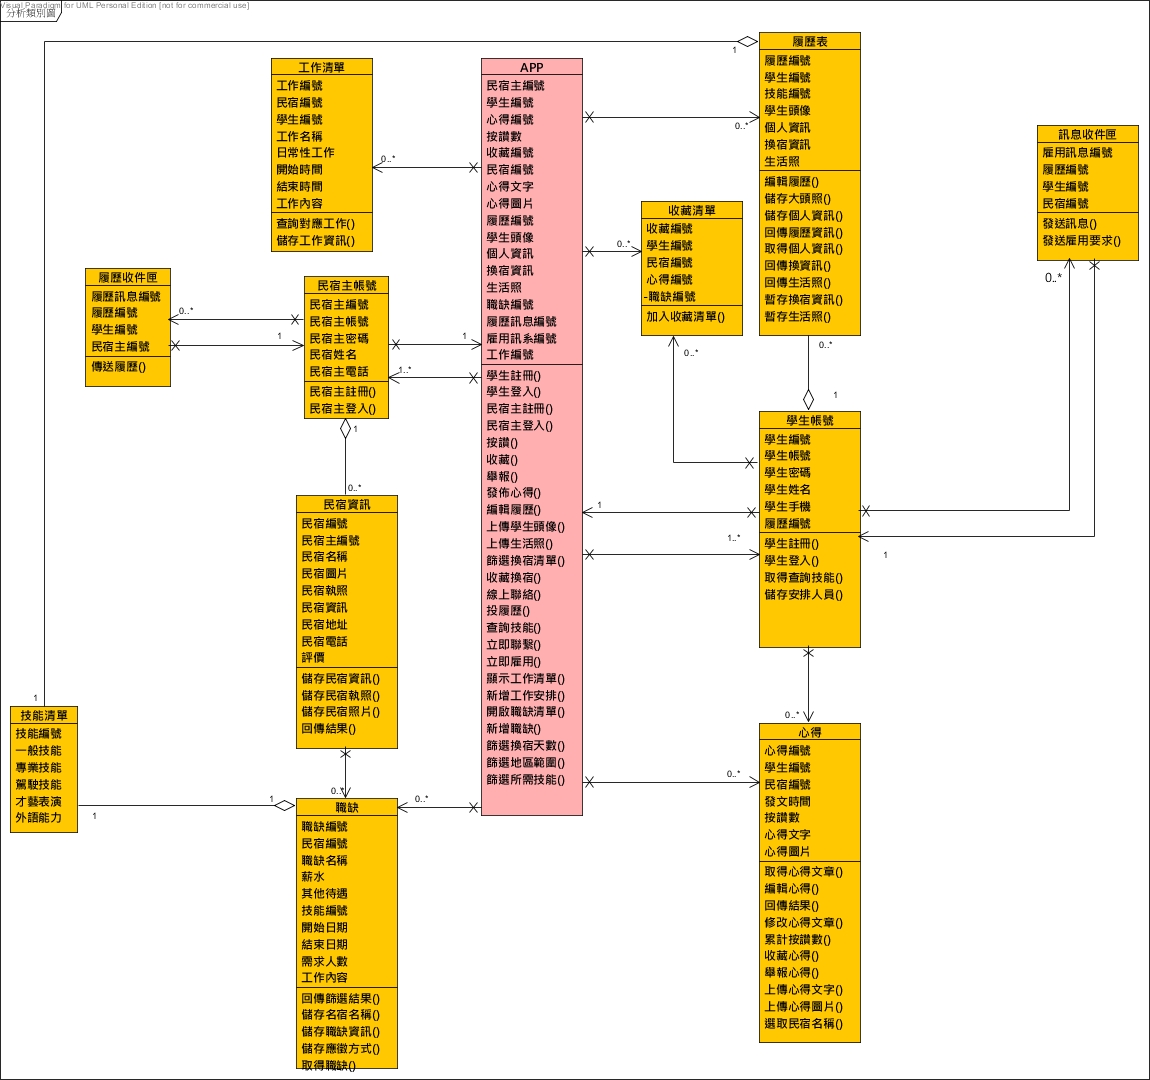 Visual Paradigm for UML Personal Edition [not for commercial use]
分析類別圖
工作清單
工作編號
民宿編號
學生編號
工作名稱
日常性工作
開始時間
結束時間
工作內容
查詢對應工作()
儲存工作資訊()
0..*
APP
民宿主編號
學生編號
心得編號
按讚數
收藏編號
民宿編號
心得文字
心得圖片
履歷編號
學生頭像
個人資訊
換宿資訊
生活照
職缺編號
履歷訊息編號
雇用訊系編號
工作編號
學生註冊()
學生登入()
民宿主註冊()
民宿主登入()
按讚()
收藏()
舉報()
發佈心得()
編輯履歷()
上傳學生頭像()
上傳生活照()
篩選換宿清單()
收藏換宿()
線上聯絡()
投履歷()
查詢技能()
立即聯繫()
立即雇用()
顯示工作清單()
新增工作安排()
開啟職缺清單()
新增職缺()
篩選換宿天數()
篩選地區範圍()
篩選所需技能()
1
履歷表
履歷編號
學生編號
技能編號
學生頭像
個人資訊
換宿資訊
生活照
編輯履歷()
儲存大頭照()
儲存個人資訊()
回傳履歷資訊()
取得個人資訊()
回傳換資訊()
回傳生活照()
暫存換宿資訊()
暫存生活照()
0..*
0..*
訊息收件匣
雇用訊息編號
履歷編號
學生編號
民宿編號
發送訊息()
發送雇用要求()
0..*
收藏清單
收藏編號
學生編號
民宿編號
心得編號
-職缺編號
加入收藏清單()
0..*
0..*
履歷收件匣
履歷訊息編號
履歷編號
學生編號
民宿主編號
傳送履歷()
0..*
1
民宿主帳號
民宿主編號
民宿主帳號
民宿主密碼
民宿姓名
民宿主電話
民宿主註冊()
民宿主登入()
1
1..*
1
0..*
民宿資訊
民宿編號
民宿主編號
民宿名稱
民宿圖片
民宿執照
民宿資訊
民宿地址
民宿電話
評價
儲存民宿資訊()
儲存民宿執照()
儲存民宿照片()
回傳結果()
0..*
1
學生帳號
學生編號
學生帳號
學生密碼
學生姓名
學生手機
履歷編號
學生註冊()
學生登入()
取得查詢技能()
儲存安排人員()
1
1..*
1
0..*
1
技能清單
技能編號
一般技能
專業技能
駕駛技能
才藝表演
外語能力
1
1
職缺
職缺編號
民宿編號
職缺名稱
薪水
其他待遇
技能編號
開始日期
結束日期
需求人數
工作內容
回傳篩選結果()
儲存名宿名稱()
儲存職缺資訊()
儲存應徵方式()
取得職缺()
0..*
0..*
心得
心得編號
學生編號
民宿編號
發文時間
按讚數
心得文字
心得圖片
取得心得文章()
編輯心得()
回傳結果()
修改心得文章()
累計按讚數()
收藏心得()
舉報心得()
上傳心得文字()
上傳心得圖片()
選取民宿名稱()